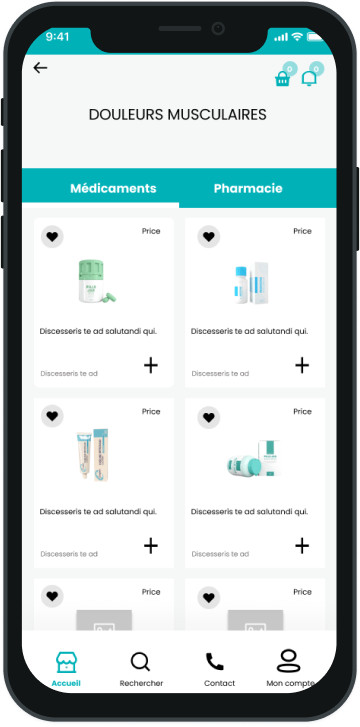 9:41
0 0
DOULEURS MUSCULAIRES
Médicaments Pharmacie
Price Price
Discesseris te ad salutandi qui. Discesseris te ad salutandi qui.
Discesseris te ad Discesseris te ad
Price Price
Discesseris te ad salutandi qui. Discesseris te ad salutandi qui.
Discesseris te ad Discesseris te ad
Price Price
Accueil Rechercher Contact Mon compte